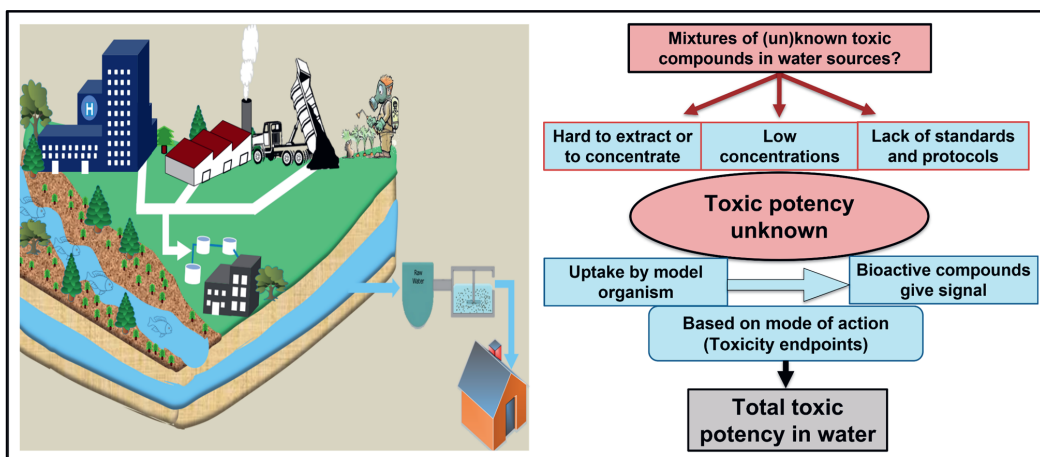 H
Raw
Water
Mixtures of (un)known toxic
compounds in water sources?
Hard to extract or
to concentrate
Low
concentrations
Lack of standards
and protocols
Toxic potency
unknown
Uptake by model
organism
Bioactive compounds
give signal
Based on mode of action
(Toxicity endpoints)
Total toxic
potency in water